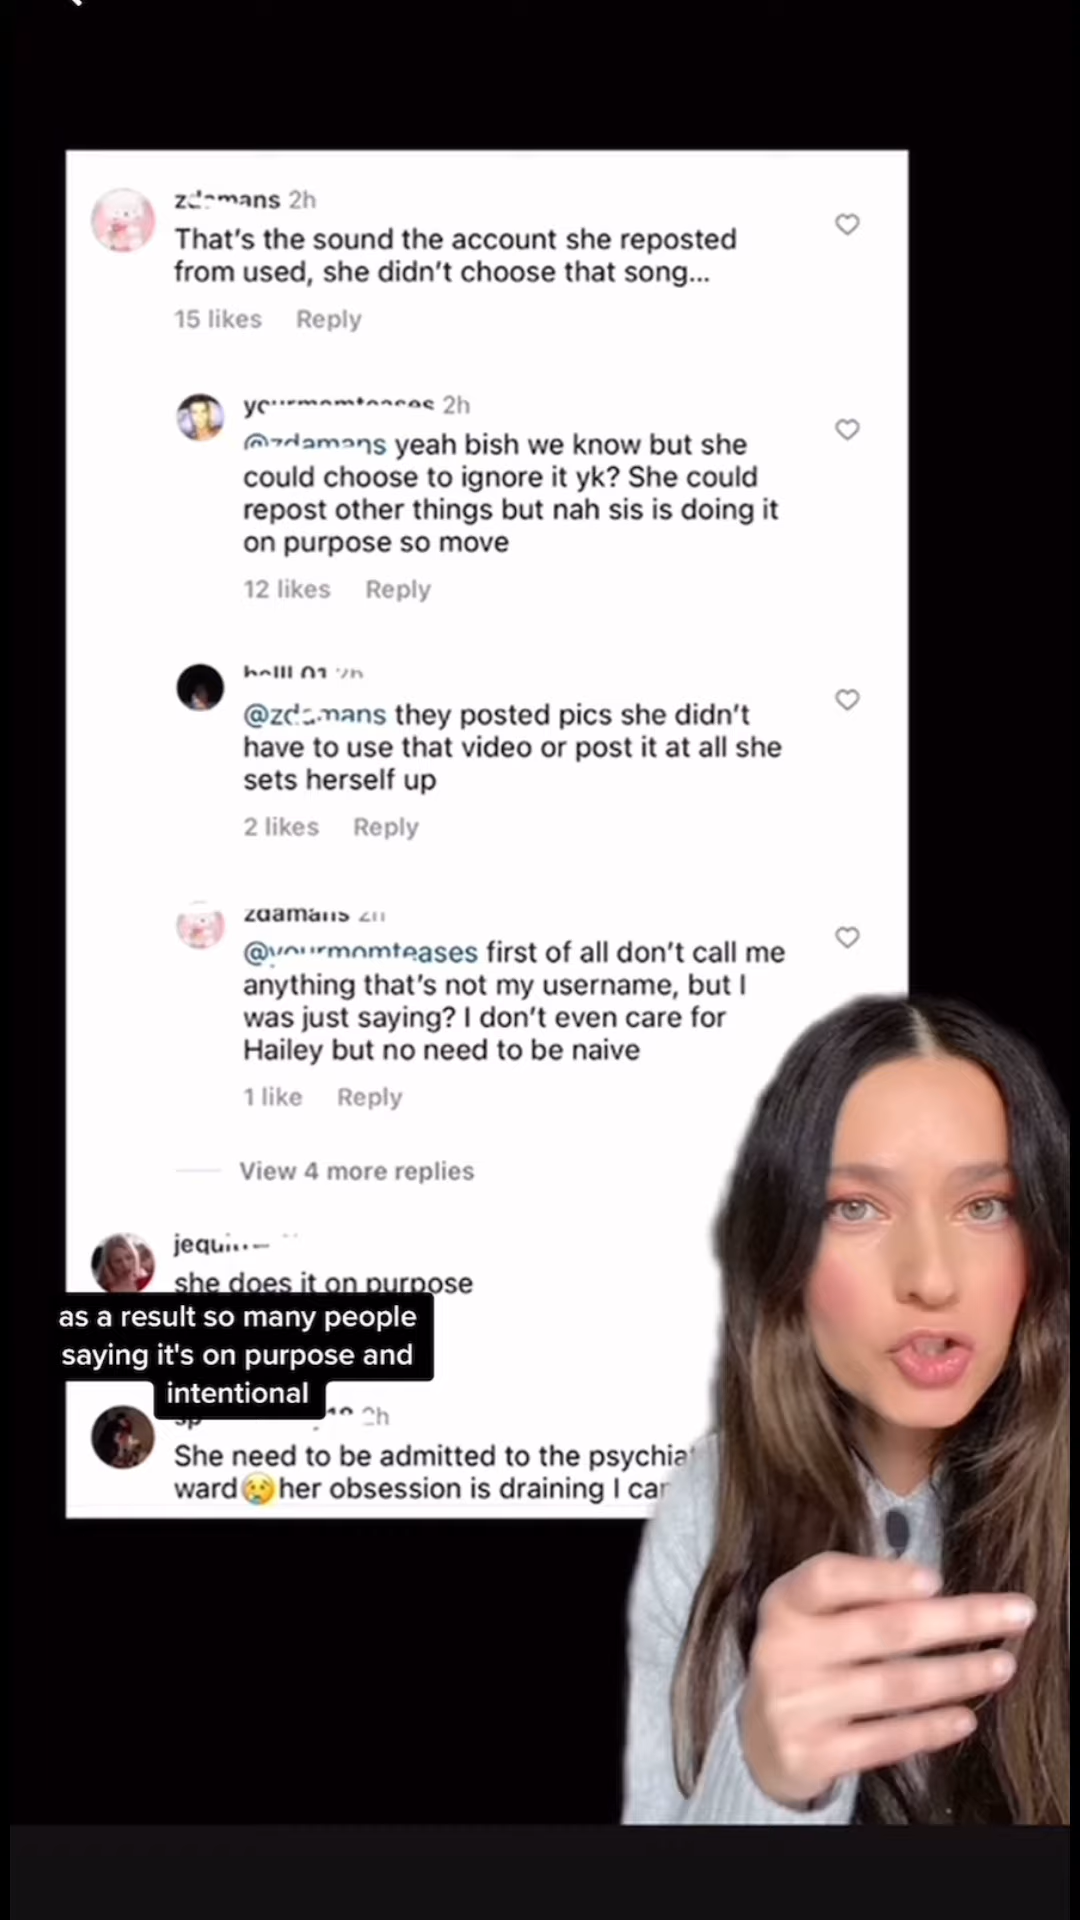 2h
That's the sound the account she reposted
from used, she didn't choose that song...
15 likes Reply
2h
@zdamans yeah bish we know but she
could choose to ignore it yk? She could
repost other things but nah sis is doing it
on purpose so move
12 likes Reply
they posted pics she didn't
have to use that video or post it at all she
sets herself up
2 likes Reply
zdamans 2h
@yourmomteases first of all don't call me
anything that's not my username, but I
was just saying? I don't even care for
Hailey but no need to be naive
1 like Reply
View 4 more replies
she does it on purpose
as a result so many people
saying it's on purpose and
intentional
2h
She need to be admitted to the
ward😢her obsession is draining I